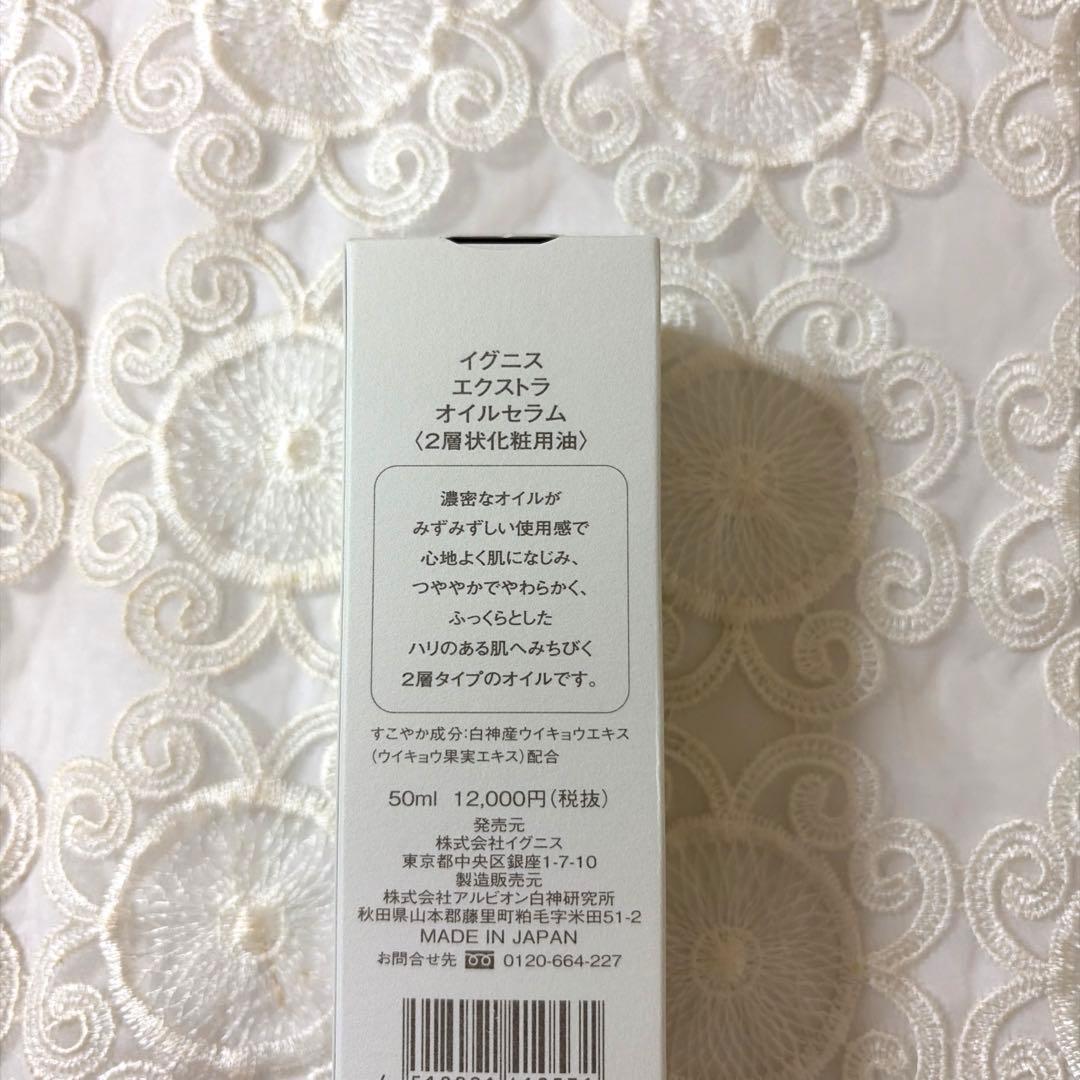 イグニス
エクストラ
オイルセラム
〈2層状化粧用油〉
濃密なオイルが
みずみずしい使用感で
心地よく肌になじみ、
つややかでやわらかく、
ふっくらとした
ハリのある肌へみちびく
2層タイプのオイルです。
すこやか成分:白神産ウイキョウエキス
(ウイキョウ果実エキス)配合
50ml 12,000円(税抜)
発売元
株式会社イグニス
東京都中央区銀座1-7-10
製造販売元
株式会社アルビオン白神研究所
秋田県山本郡藤里町粕毛字米田51-2
MADE IN JAPAN
お問合せ先 0120-664-227